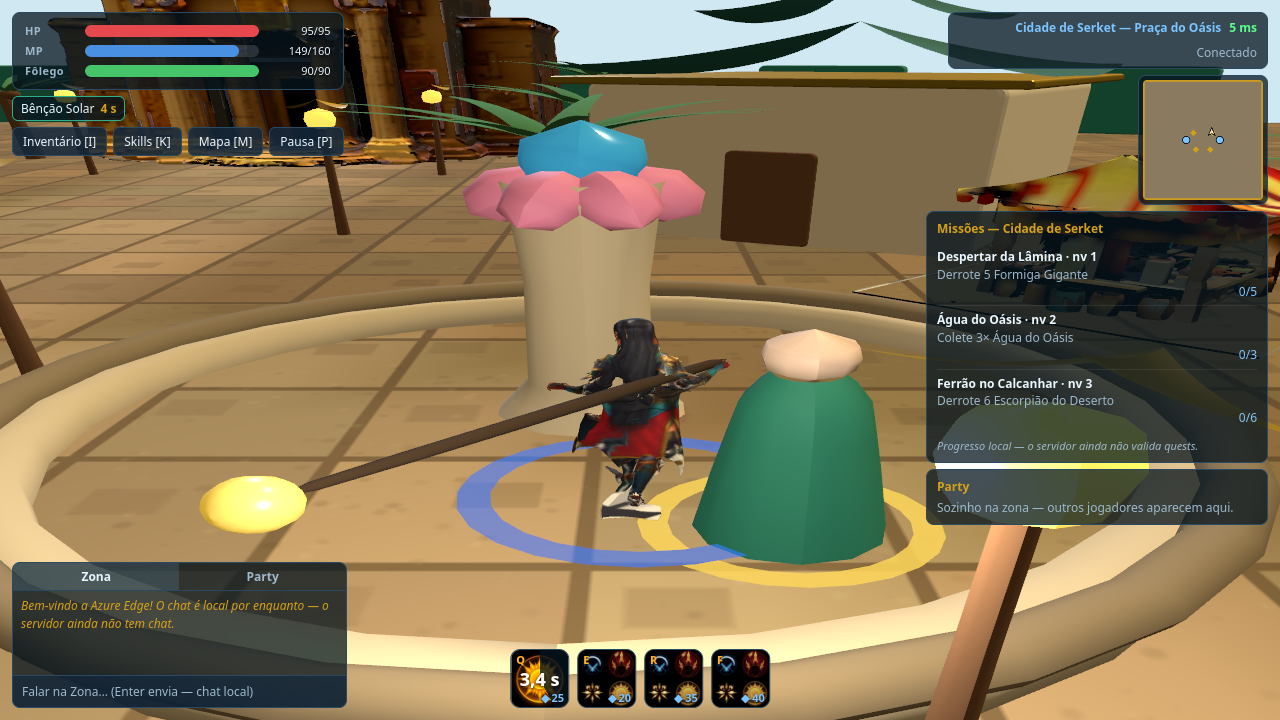 HP 95/95
MP 149/160
Fôlego 90/90
Bênção Solar 4 s
Inventário [I] Skills [K] Mapa [M] Pausa [P]
Cidade de Serket — Praça do Oásis 5 ms
Conectado
Missões — Cidade de Serket
Despertar da Lâmina · nv 1
Derrote 5 Formiga Gigante
0/5
Água do Oásis · nv 2
Colete 3× Água do Oásis
0/3
Ferrão no Calcanhar · nv 3
Derrote 6 Escorpião do Deserto
0/6
Progresso local — o servidor ainda não valida quests.
Party
Sozinho na zona — outros jogadores aparecem aqui.
Zona Party
Bem-vindo a Azure Edge! O chat é local por enquanto — o
servidor ainda não tem chat.
Falar na Zona... (Enter envia — chat local)
Q E R F
3,4 s
25 20 35 40